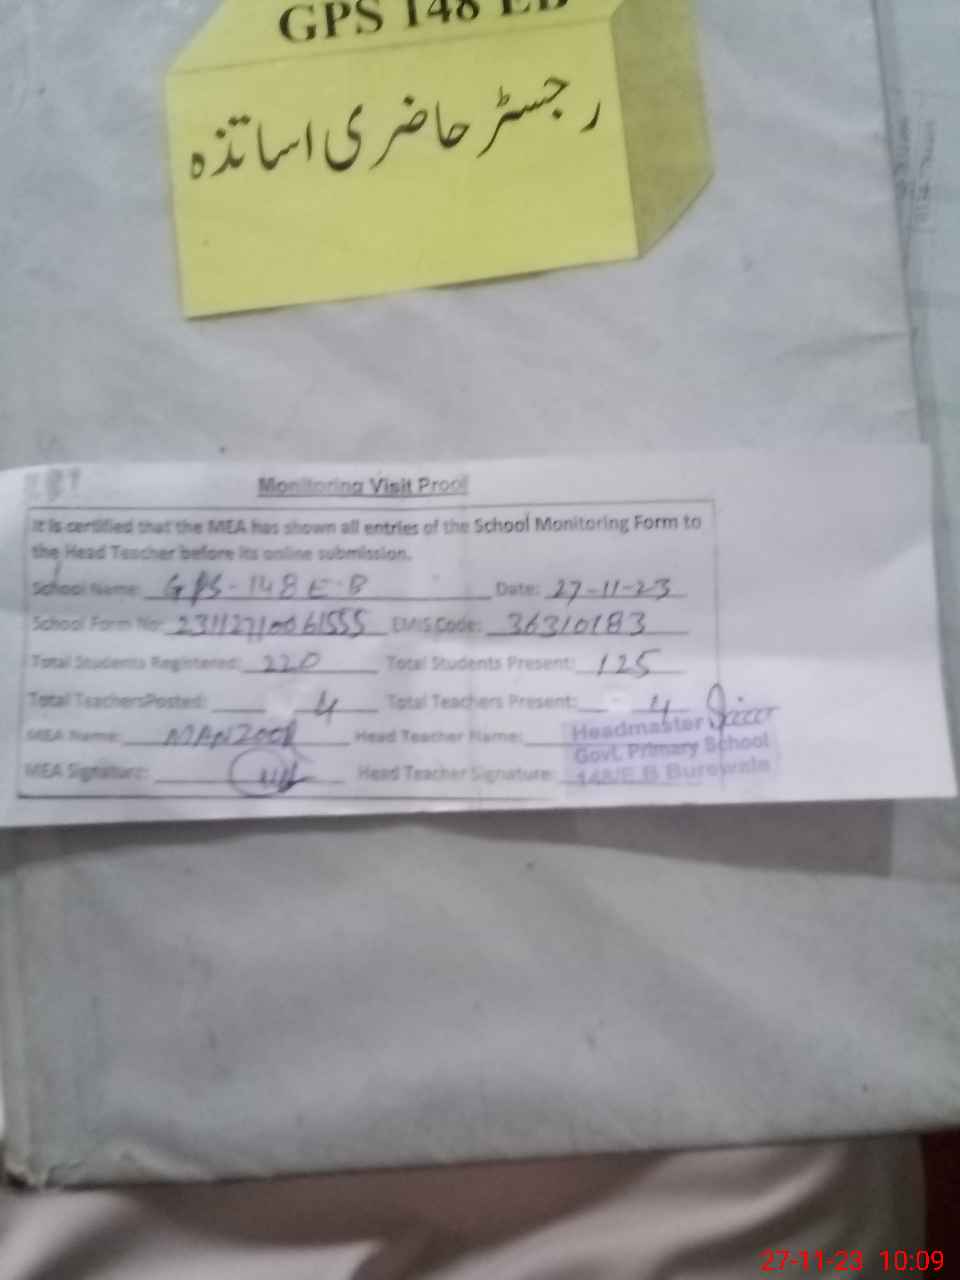 GPS 148 EB
رجسٹر حاضری اساتذہ
Monitoring Visit Proof
It is certified that the MEA has shown all entries of the School Monitoring Form to
the Head Teacher before its online submission.
School Name: GPS-148 E-B Date: 27-11-23
School Form No: 23112710061555 EMIS Code: 36310183
Total Students Registered: 220 Total Students Present: 125
Total TeachersPosted: 4 Total Teachers Present: 4
MEA Name: MANZOOR Head Teacher Name: Headmaster
Govt. Primary School
MEA Signature: Head Teacher Signature: 148/E.B Burewala
27-11-23 10:09